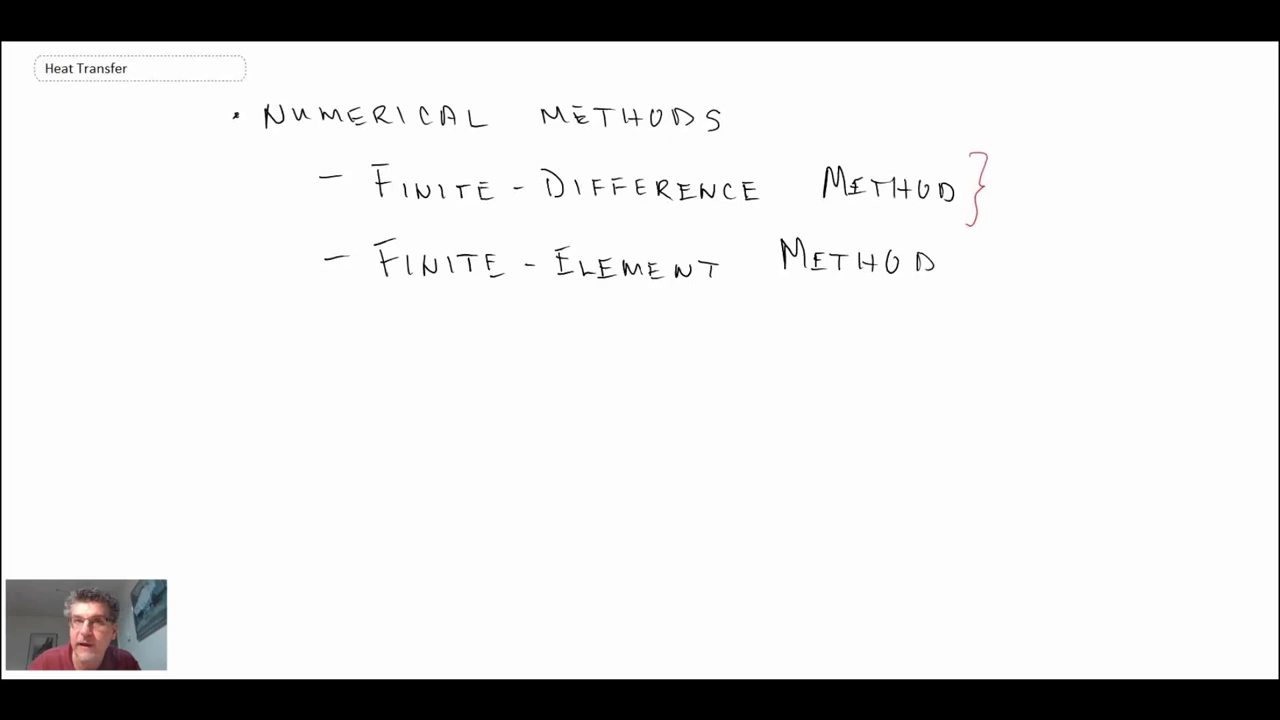 Heat Transfer
• NUMERICAL METHODS
– FINITE-DIFFERENCE METHOD }
– FINITE-ELEMENT METHOD